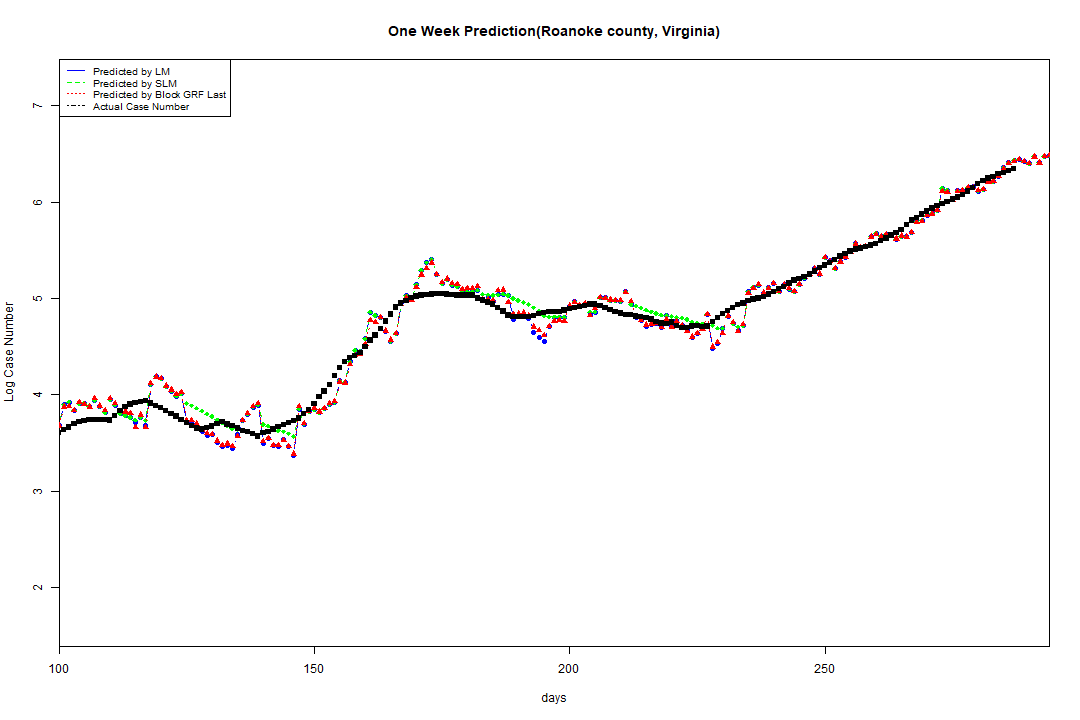 One Week Prediction(Roanoke county, Virginia)
Predicted by LM
Predicted by SLM
Predicted by Block GRF Last
Actual Case Number
Log Case Number
7
6
5
4
3
2
100
150
200
250
days